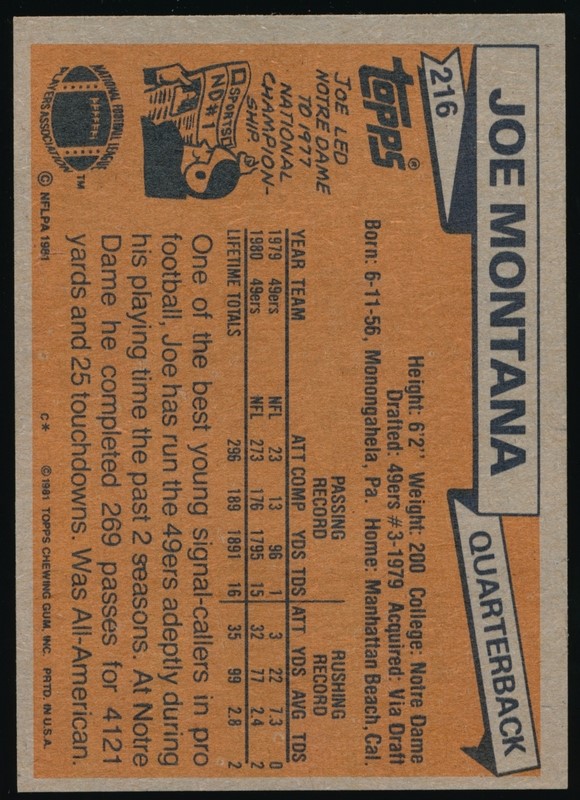 216
JOE MONTANA
QUARTERBACK
topps®
Height: 6'2" Weight: 200 College: Notre Dame
Drafted: 49ers #3-1979 Acquired: Via Draft
Born: 6-11-56, Monongahela, Pa. Home: Manhattan Beach, Cal.
JOE LED
NOTRE DAME
TO 1977
NATIONAL
CHAMPION-
SHIP
SPORTS
ND #1
PASSING RECORD RUSHING RECORD
YEAR TEAM ATT COMP YDS TDS ATT YDS AVG TDS
1979 49ers NFL 23 13 96 1 3 22 7.3 0
1980 49ers NFL 273 176 1795 15 32 77 2.4 2
LIFETIME TOTALS 296 189 1891 16 35 99 2.8 2
One of the best young signal-callers in pro
football, Joe has run the 49ers adeptly during
his playing time the past 2 seasons. At Notre
Dame he completed 269 passes for 4121
yards and 25 touchdowns. Was All-American.
NATIONAL FOOTBALL LEAGUE
PLAYERS ASSOCIATION
™
© NFLPA 1981
C* © 1981 TOPPS CHEWING GUM, INC. PRTD. IN U.S.A.